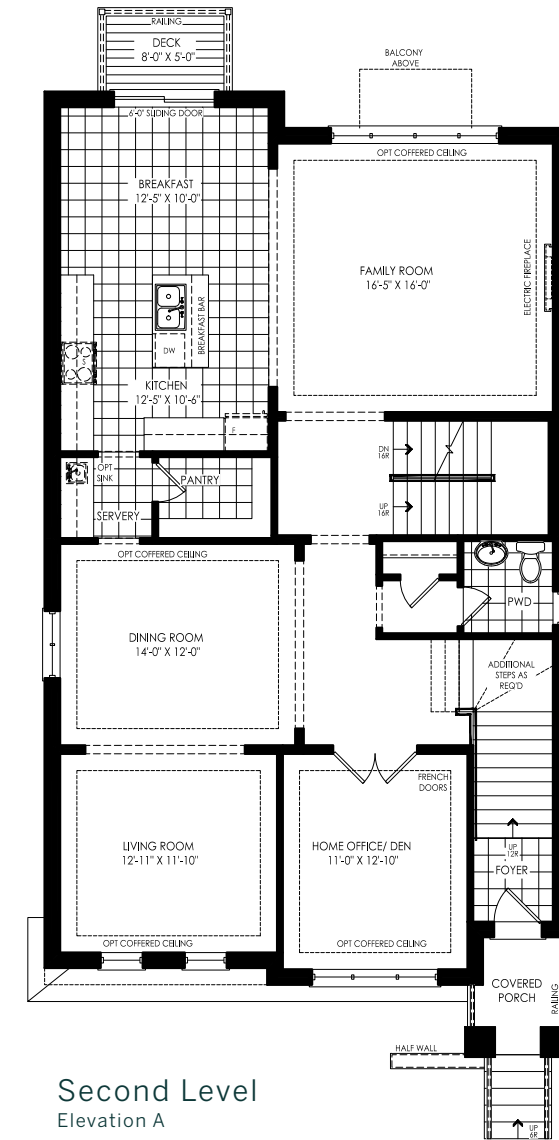 RAILING
DECK
8'-0" X 5'-0"
BALCONY
ABOVE
6'-0" SLIDING DOOR
OPT COFFERED CEILING
BREAKFAST
12'-5" X 10'-0"
FAMILY ROOM
16'-5" X 16'-0"
ELECTRIC FIREPLACE
BREAKFAST BAR
S
DW
KITCHEN
12'-5" X 10'-6"
F
DN
16R
OPT
SINK
PANTRY
UP
16R
SERVERY
OPT COFFERED CEILING
PWD
DINING ROOM
14'-0" X 12'-0"
ADDITIONAL
STEPS AS
REQ'D
FRENCH
DOORS
LIVING ROOM
12'-11" X 11'-10"
HOME OFFICE/ DEN
11'-0" X 12'-10"
UP
12R
FOYER
OPT COFFERED CEILING
OPT COFFERED CEILING
COVERED
PORCH
RAILING
HALF WALL
UP
6R
Second Level
Elevation A